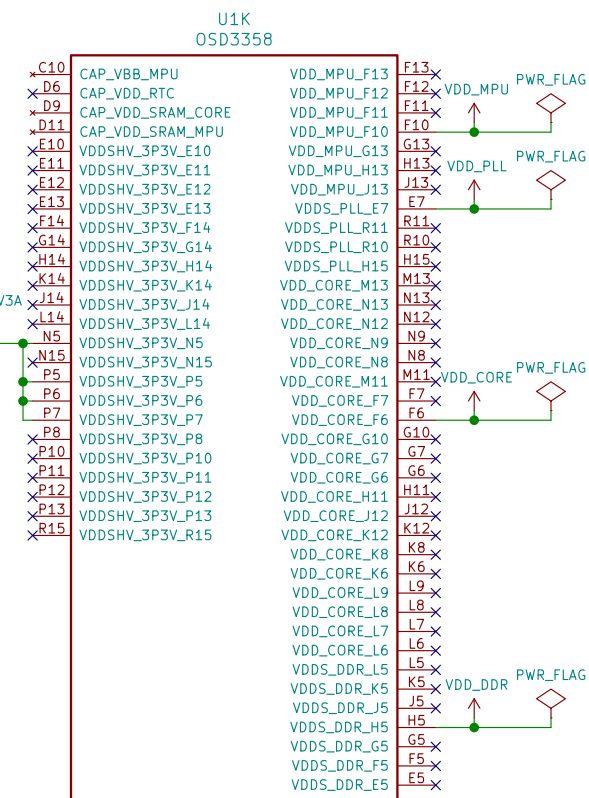 U1K
OSD3358
C10 CAP_VBB_MPU VDD_MPU_F13 F13
D6 CAP_VDD_RTC VDD_MPU_F12 F12 VDD_MPU PWR_FLAG
D9 CAP_VDD_SRAM_CORE VDD_MPU_F11 F11
D11 CAP_VDD_SRAM_MPU VDD_MPU_F10 F10
E10 VDDSHV_3P3V_E10 VDD_MPU_G13 G13
E11 VDDSHV_3P3V_E11 VDD_MPU_H13 H13 VDD_PLL PWR_FLAG
E12 VDDSHV_3P3V_E12 VDD_MPU_J13 J13
E13 VDDSHV_3P3V_E13 VDDS_PLL_E7 E7
F14 VDDSHV_3P3V_F14 VDDS_PLL_R11 R11
G14 VDDSHV_3P3V_G14 VDDS_PLL_R10 R10
H14 VDDSHV_3P3V_H14 VDDS_PLL_H15 H15
K14 VDDSHV_3P3V_K14 VDD_CORE_M13 M13
V3A J14 VDDSHV_3P3V_J14 VDD_CORE_N13 N13
L14 VDDSHV_3P3V_L14 VDD_CORE_N12 N12
N5 VDDSHV_3P3V_N5 VDD_CORE_N9 N9
N15 VDDSHV_3P3V_N15 VDD_CORE_N8 N8
P5 VDDSHV_3P3V_P5 VDD_CORE_M11 M11 VDD_CORE PWR_FLAG
P6 VDDSHV_3P3V_P6 VDD_CORE_F7 F7
P7 VDDSHV_3P3V_P7 VDD_CORE_F6 F6
P8 VDDSHV_3P3V_P8 VDD_CORE_G10 G10
P10 VDDSHV_3P3V_P10 VDD_CORE_G7 G7
P11 VDDSHV_3P3V_P11 VDD_CORE_G6 G6
P12 VDDSHV_3P3V_P12 VDD_CORE_H11 H11
P13 VDDSHV_3P3V_P13 VDD_CORE_J12 J12
R15 VDDSHV_3P3V_R15 VDD_CORE_K12 K12
VDD_CORE_K8 K8
VDD_CORE_K6 K6
VDD_CORE_L9 L9
VDD_CORE_L8 L8
VDD_CORE_L7 L7
VDD_CORE_L6 L6
VDDS_DDR_L5 L5
VDDS_DDR_K5 K5 VDD_DDR PWR_FLAG
VDDS_DDR_J5 J5
VDDS_DDR_H5 H5
VDDS_DDR_G5 G5
VDDS_DDR_F5 F5
VDDS_DDR_E5 E5